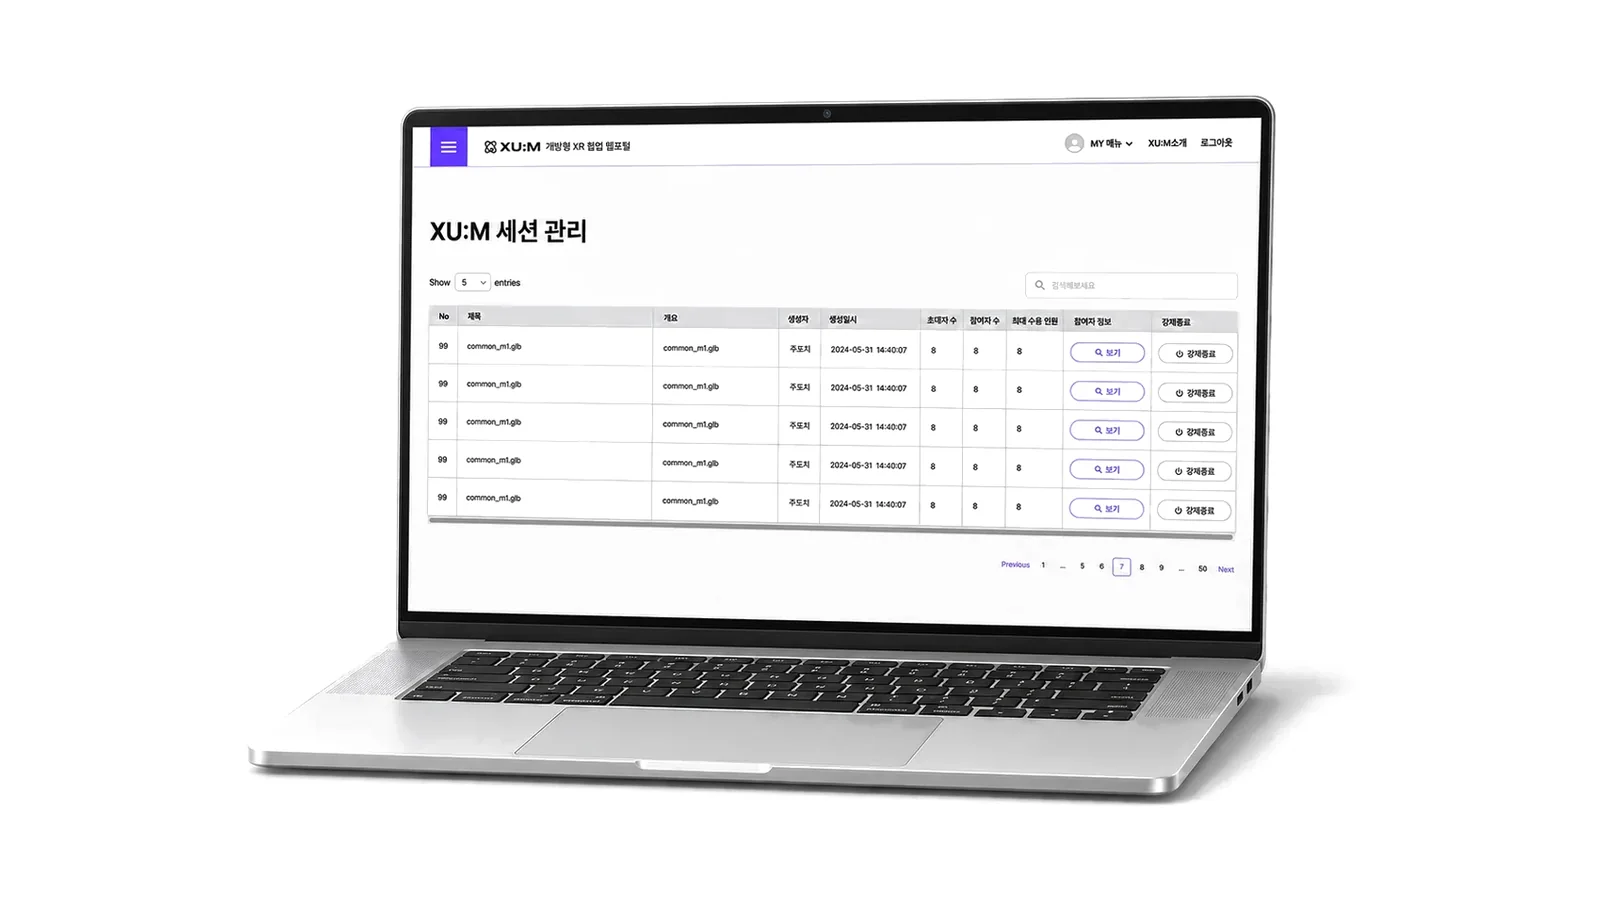 XU:M 개방형 XR 협업 웹포털
MY 메뉴 XU:M소개 로그아웃
XU:M 세션 관리
Show 5 entries
검색해보세요
No 제목 개요 생성자 생성일시 초대자 수 참여자 수 최대 수용 인원 참여자 정보 강제종료
99 common_m1.glb common_m1.glb 주또치 2024-05-31 14:40:07 8 8 8 보기 강제종료
99 common_m1.glb common_m1.glb 주또치 2024-05-31 14:40:07 8 8 8 보기 강제종료
99 common_m1.glb common_m1.glb 주또치 2024-05-31 14:40:07 8 8 8 보기 강제종료
99 common_m1.glb common_m1.glb 주또치 2024-05-31 14:40:07 8 8 8 보기 강제종료
99 common_m1.glb common_m1.glb 주또치 2024-05-31 14:40:07 8 8 8 보기 강제종료
Previous 1 ... 5 6 7 8 9 ... 50 Next